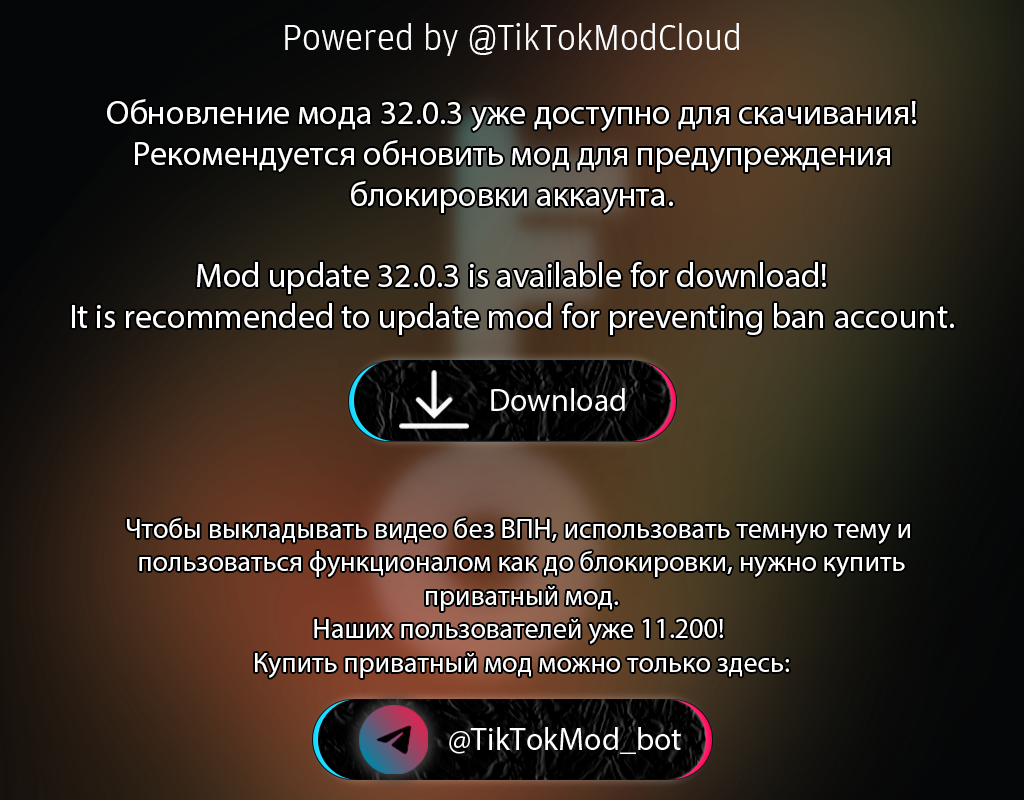 Powered by @TikTokModCloud
Обновление мода 32.0.3 уже доступно для скачивания!
Рекомендуется обновить мод для предупреждения
блокировки аккаунта.
Mod update 32.0.3 is available for download!
It is recommended to update mod for preventing ban account.
Download
Чтобы выкладывать видео без ВПН, использовать темную тему и
пользоваться функционалом как до блокировки, нужно купить
приватный мод.
Наших пользователей уже 11.200!
Купить приватный мод можно только здесь:
@TikTokMod_bot